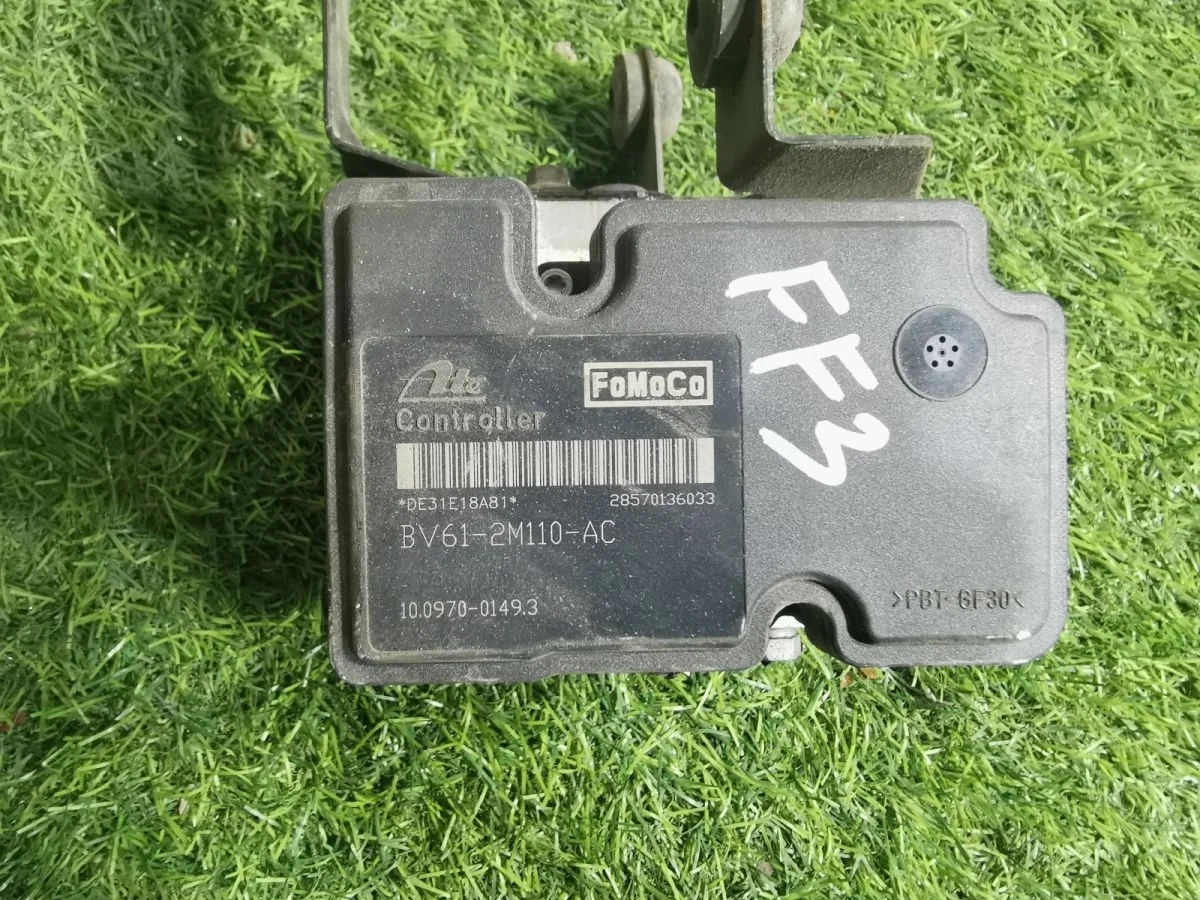 Ate
FoMoCo
Controller
*DE31E18A81*
28570136033
BV61-2M110-AC
10.0970-0149.3
FF3
>PBT-GF30<